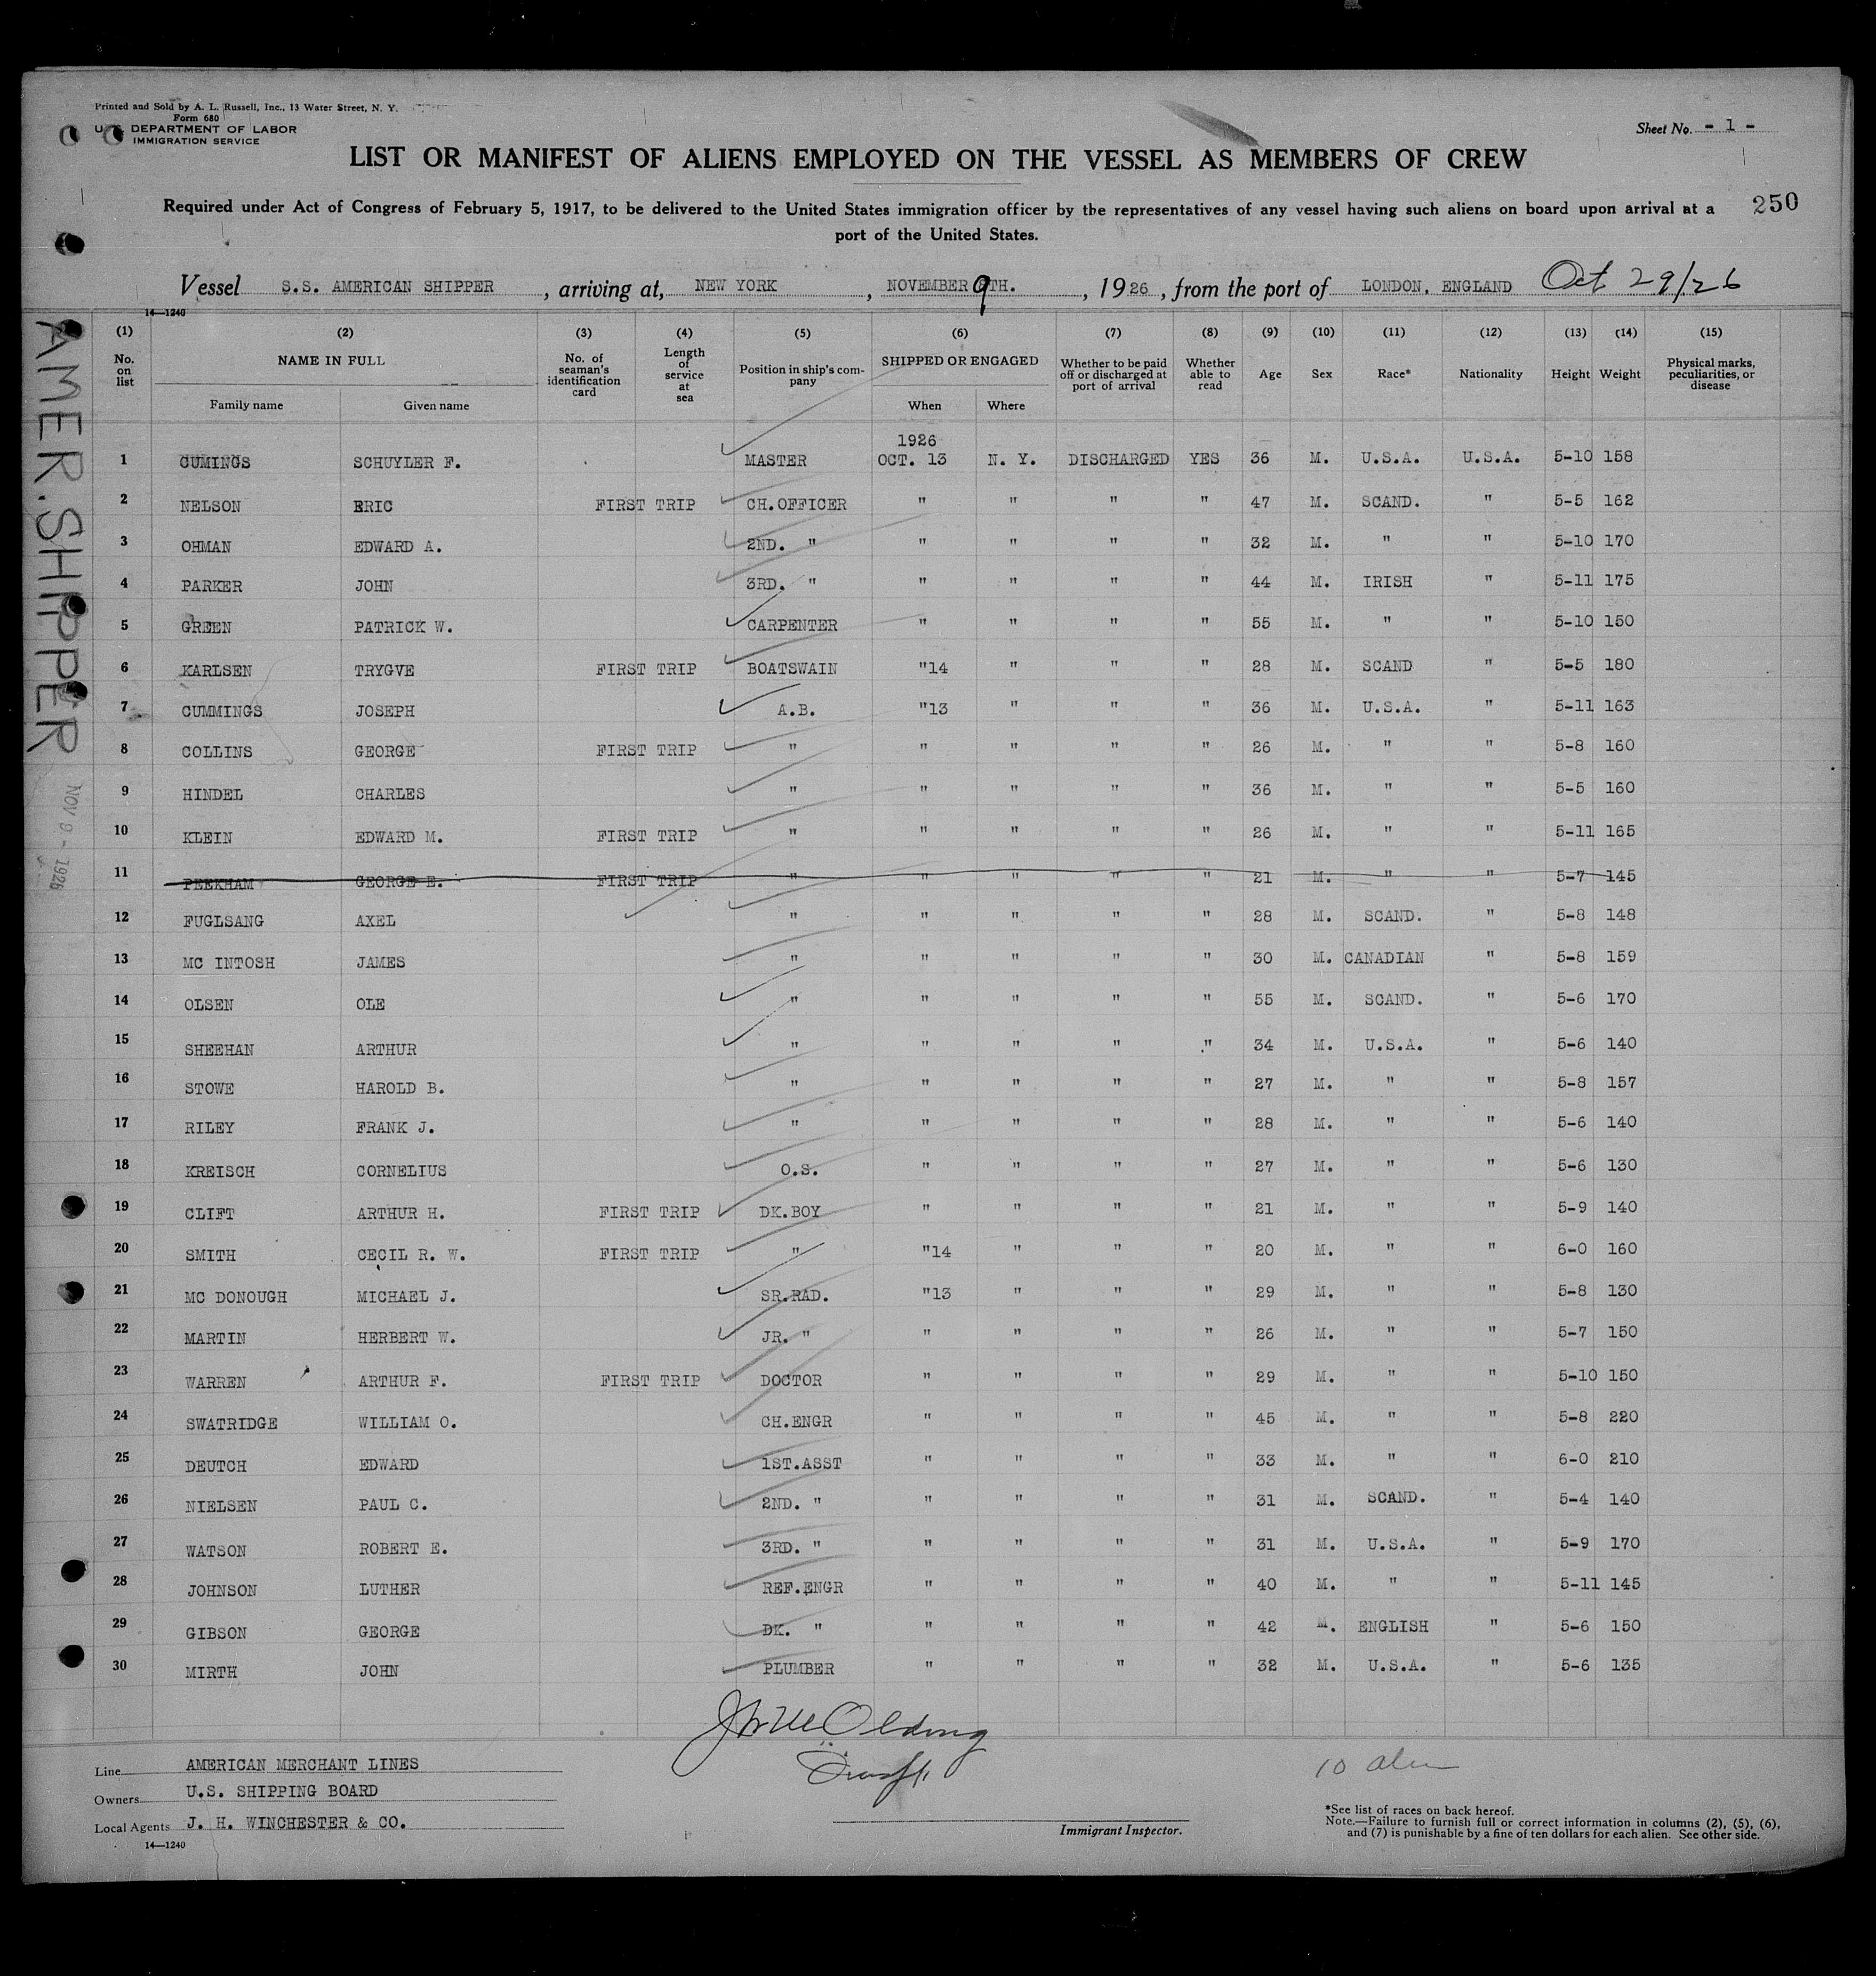 Printed and Sold by A. L. Russell, Inc., 13 Water Street, N. Y.
Form 680
U. S. DEPARTMENT OF LABOR
IMMIGRATION SERVICE
Sheet No. - 1 -
LIST OR MANIFEST OF ALIENS EMPLOYED ON THE VESSEL AS MEMBERS OF CREW
250
Required under Act of Congress of February 5, 1917, to be delivered to the United States immigration officer by the representatives of any vessel having such aliens on board upon arrival at a
port of the United States.
Vessel S.S. AMERICAN SHIPPER, arriving at, NEW YORK, NOVEMBER 9TH., 1926, from the port of LONDON, ENGLAND Oct 29/26
14—1240
AMER. SHIPPER
NOV 9 - 1926
(1) (2) (3) (4) (5) (6) (7) (8) (9) (10) (11) (12) (13) (14) (15)
No. on list NAME IN FULL Family name Given name No. of seaman's identification card Length of service at sea Position in ship's company SHIPPED OR ENGAGED When Where Whether to be paid off or discharged at port of arrival Whether able to read Age Sex Race* Nationality Height Weight Physical marks, peculiarities, or disease
1926
1 CUMINGS SCHUYLER F. MASTER OCT. 13 N. Y. DISCHARGED YES 36 M. U.S.A. U.S.A. 5-10 158
2 NELSON ERIC FIRST TRIP CH.OFFICER " " " " 47 M. SCAND. " 5-5 162
3 OHMAN EDWARD A. 2ND. " " " " " 32 M. " " 5-10 170
4 PARKER JOHN 3RD. " " " " " 44 M. IRISH " 5-11 175
5 GREEN PATRICK W. CARPENTER " " " " 55 M. " " 5-10 150
6 KARLSEN TRYGVE FIRST TRIP BOATSWAIN "14 " " " 28 M. SCAND " 5-5 180
7 CUMMINGS JOSEPH A.B. "13 " " " 36 M. U.S.A. " 5-11 163
8 COLLINS GEORGE FIRST TRIP " " " " " 26 M. " " 5-8 160
9 HINDEL CHARLES " " " " " 36 M. " " 5-5 160
10 KLEIN EDWARD M. FIRST TRIP " " " " " 26 M. " " 5-11 165
11 PEEKHAM GEORGE E. FIRST TRIP " " " " " 21 M. " " 5-7 145
12 FUGLSANG AXEL " " " " " 28 M. SCAND. " 5-8 148
13 MC INTOSH JAMES " " " " " 30 M. CANADIAN " 5-8 159
14 OLSEN OLE " " " " " 55 M. SCAND. " 5-6 170
15 SHEEHAN ARTHUR " " " " " 34 M. U.S.A. " 5-6 140
16 STOWE HAROLD B. " " " " " 27 M. " " 5-8 157
17 RILEY FRANK J. " " " " " 28 M. " " 5-6 140
18 KREISCH CORNELIUS O.S. " " " " 27 M. " " 5-6 130
19 CLIFT ARTHUR H. FIRST TRIP DK.BOY " " " " 21 M. " " 5-9 140
20 SMITH CECIL R. W. FIRST TRIP " "14 " " " 20 M. " " 6-0 160
21 MC DONOUGH MICHAEL J. SR.RAD. "13 " " " 29 M. " " 5-8 130
22 MARTIN HERBERT W. JR. " " " " " 26 M. " " 5-7 150
23 WARREN ARTHUR F. FIRST TRIP DOCTOR " " " " 29 M. " " 5-10 150
24 SWATRIDGE WILLIAM O. CH.ENGR " " " " 45 M. " " 5-8 220
25 DEUTCH EDWARD 1ST.ASST " " " " 33 M. " " 6-0 210
26 NIELSEN PAUL C. 2ND. " " " " " 31 M. SCAND. " 5-4 140
27 WATSON ROBERT E. 3RD. " " " " " 31 M. U.S.A. " 5-9 170
28 JOHNSON LUTHER REF.ENGR " " " " 40 M. " " 5-11 145
29 GIBSON GEORGE DK. " " " " " 42 M. ENGLISH " 5-6 150
30 MIRTH JOHN PLUMBER " " " " 32 M. U.S.A. " 5-6 135
Line AMERICAN MERCHANT LINES
Owners U.S. SHIPPING BOARD
Local Agents J. H. WINCHESTER & CO.
14—1240
Immigrant Inspector.
10
*See list of races on back hereof.
Note.—Failure to furnish full or correct information in columns (2), (5), (6),
and (7) is punishable by a fine of ten dollars for each alien. See other side.